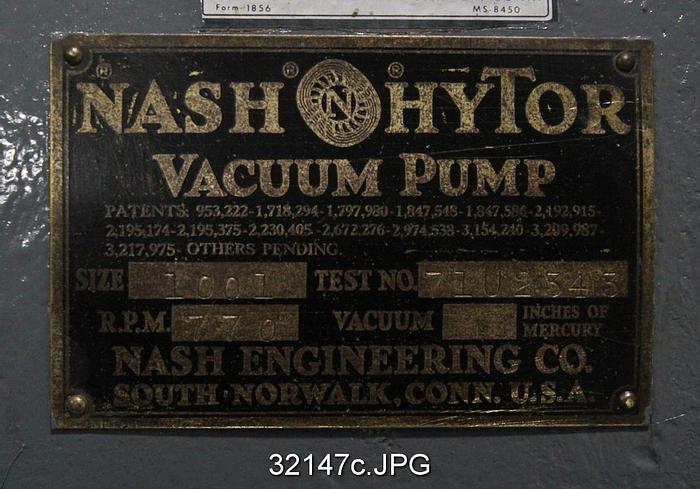 Form-1856 MS-8450
NASH® N ®HYTOR®
VACUUM PUMP
PATENTS: 953,222-1,718,294-1,797,980-1,847,548-1,847,586-2,192,915-
2,195,174-2,195,375-2,230,405-2,672,276-2,974,538-3,154,240-3,209,987-
3,217,975- OTHERS PENDING.
SIZE 1001 TEST NO. 71U2343
R.P.M. 770 VACUUM INCHES OF
MERCURY
NASH ENGINEERING CO.
SOUTH NORWALK, CONN. U.S.A.
32147c.JPG